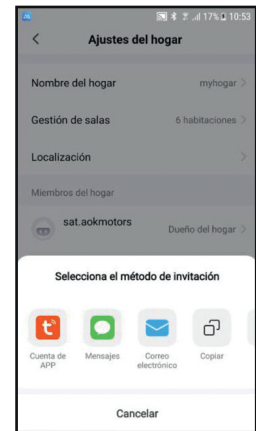 17% 10:53
Ajustes del hogar
Nombre del hogar myhogar
Gestión de salas 6 habitaciones
Localización
Miembros del hogar
sat.aokmotors
Dueño del hogar
Selecciona el método de invitación
Cuenta de APP
Mensajes
Correo electrónico
Copiar
Cancelar